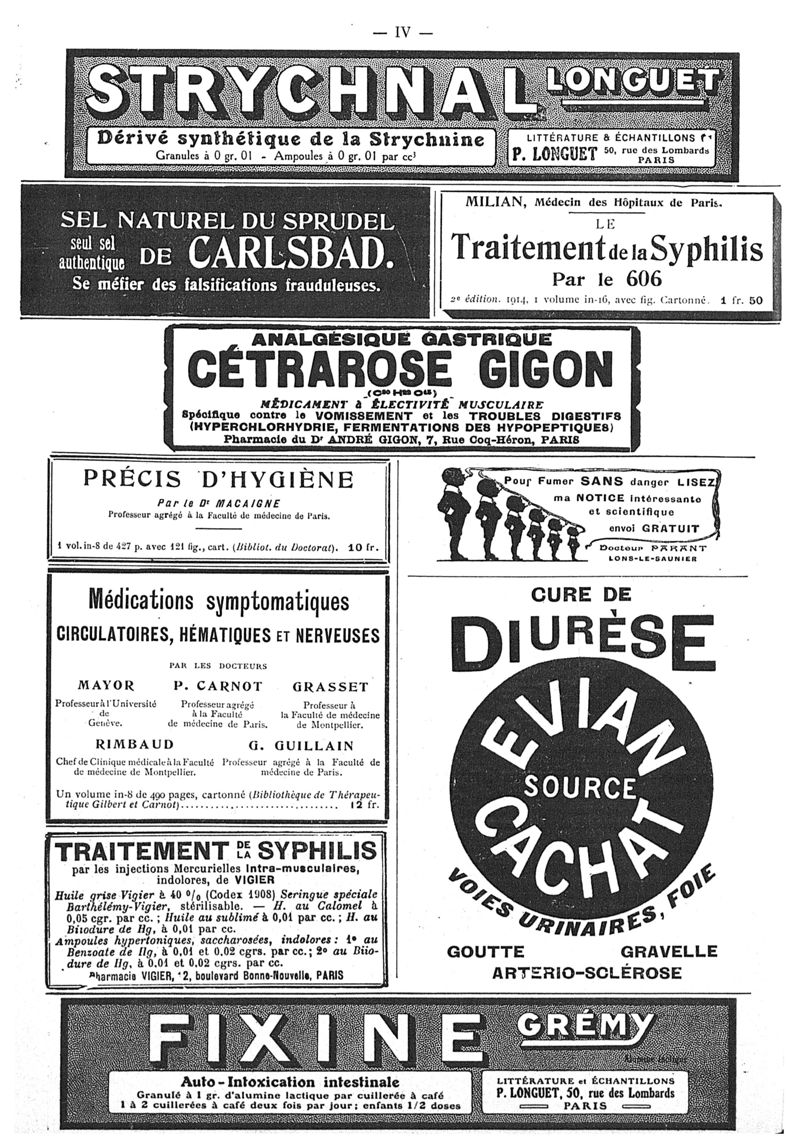 — IV —
STRYCHNAL LONGUET
Dérivé synthétique de la Strychnine
Granules à 0 gr. 01 - Ampoules à 0 gr. 01 par cc³
LITTÉRATURE & ÉCHANTILLONS
P. LONGUET 50, rue des Lombards
PARIS
SEL NATUREL DU SPRUDEL
seul sel
authentique DE CARLSBAD.
Se méfier des falsifications frauduleuses.
MILIAN, Médecin des Hôpitaux de Paris.
LE
Traitement de la Syphilis
Par le 606
2e édition. 1914, 1 volume in-16, avec fig. Cartonné. 1 fr. 50
ANALGÉSIQUE GASTRIQUE
CÉTRAROSE GIGON
MÉDICAMENT à ÉLECTIVITÉ MUSCULAIRE
Spécifique contre le VOMISSEMENT et les TROUBLES DIGESTIFS
(HYPERCHLORHYDRIE, FERMENTATIONS DES HYPOPEPTIQUES)
Pharmacie du Dr ANDRÉ GIGON, 7, Rue Coq-Héron, PARIS
PRÉCIS D'HYGIÈNE
Par le Dr MACAIGNE
Professeur agrégé à la Faculté de médecine de Paris.
1 vol. in-8 de 427 p. avec 121 fig., cart. (Bibliot. du Doctorat). 10 fr.
Pour Fumer SANS danger LISEZ
ma NOTICE intéressante
et scientifique
envoi GRATUIT
Docteur PARANT
LONS-LE-SAUNIER
Médications symptomatiques
CIRCULATOIRES, HÉMATIQUES ET NERVEUSES
PAR LES DOCTEURS
MAYOR P. CARNOT GRASSET
Professeur à l'Université Professeur agrégé Professeur à
de à la Faculté la Faculté de médecine
Genève. de médecine de Paris. de Montpellier.
RIMBAUD G. GUILLAIN
Chef de Clinique médicale à la Faculté Professeur agrégé à la Faculté de
de médecine de Montpellier. médecine de Paris.
Un volume in-8 de 490 pages, cartonné (Bibliothèque de Thérapeu-
tique Gilbert et Carnot)................................. 12 fr.
CURE DE
DIURÈSE
EVIAN
SOURCE
CACHAT
VOIES URINAIRES, FOIE
GOUTTE GRAVELLE
ARTERIO-SCLÉROSE
TRAITEMENT DE LA SYPHILIS
par les injections Mercurielles Intra-musculaires,
indolores, de VIGIER
Huile grise Vigier à 40 % (Codex 1908) Seringue spéciale
Barthélémy-Vigier, stérilisable. — H. au Calomel à
0,05 cgr. par cc. ; Huile au sublimé à 0,01 par cc. ; H. au
Biiodure de Hg, à 0,01 par cc.
Ampoules hypertoniques, saccharosées, indolores : 1° au
Benzoate de Hg, à 0,01 et 0,02 cgrs. par cc. ; 2° au Biio-
dure de Hg, à 0.01 et 0.02 cgrs. par cc.
Pharmacie VIGIER, 12, boulevard Bonne-Nouvelle, PARIS
FIXINE GRÉMY
Auto-Intoxication intestinale
Granulé à 1 gr. d'alumine lactique par cuillerée à café
1 à 2 cuillerées à café deux fois par jour ; enfants 1/2 doses
LITTÉRATURE et ÉCHANTILLONS
P. LONGUET, 50, rue des Lombards
PARIS